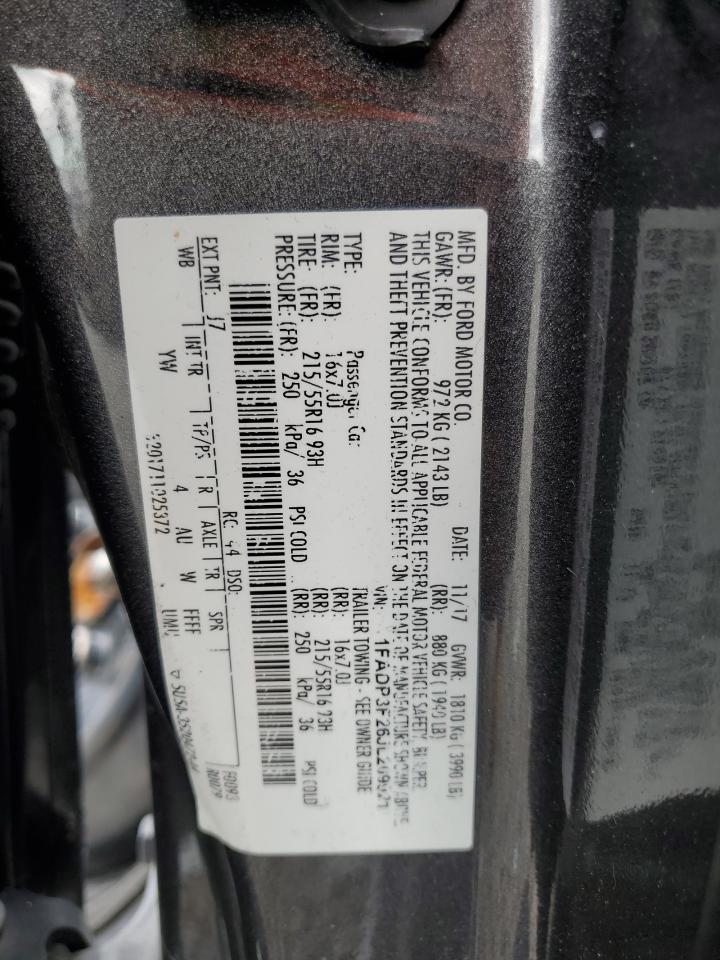 MFD. BY FORD MOTOR CO.
DATE: 11/17 GVWR: 1810 KG ( 3990 LB)
GAWR: (FR): 972 KG ( 2143 LB) (RR): 880 KG ( 1940 LB)
THIS VEHICLE CONFORMS TO ALL APPLICABLE FEDERAL MOTOR VEHICLE SAFETY BUMPER
AND THEFT PREVENTION STANDARDS IN EFFECT ON THE DATE OF MANUFACTURE SHOWN ABOVE
VIN:
TYPE: Passenger Car TRAILER TOWING - SEE OWNER GUIDE
RIM: (FR): 16x7.0J (RR): 16x7.0J
TIRE: (FR): 215/55R16 93H (RR): 215/55R16 93H
PRESSURE: (FR): 250 kPa/ 36 PSI COLD (RR): 250 kPa/ 36 PSI COLD
EXT PNT: J7 RC: 44 DSO:
WB INT TR TP/PS R AXLE TR SPR
YW 4 AU W FFFF